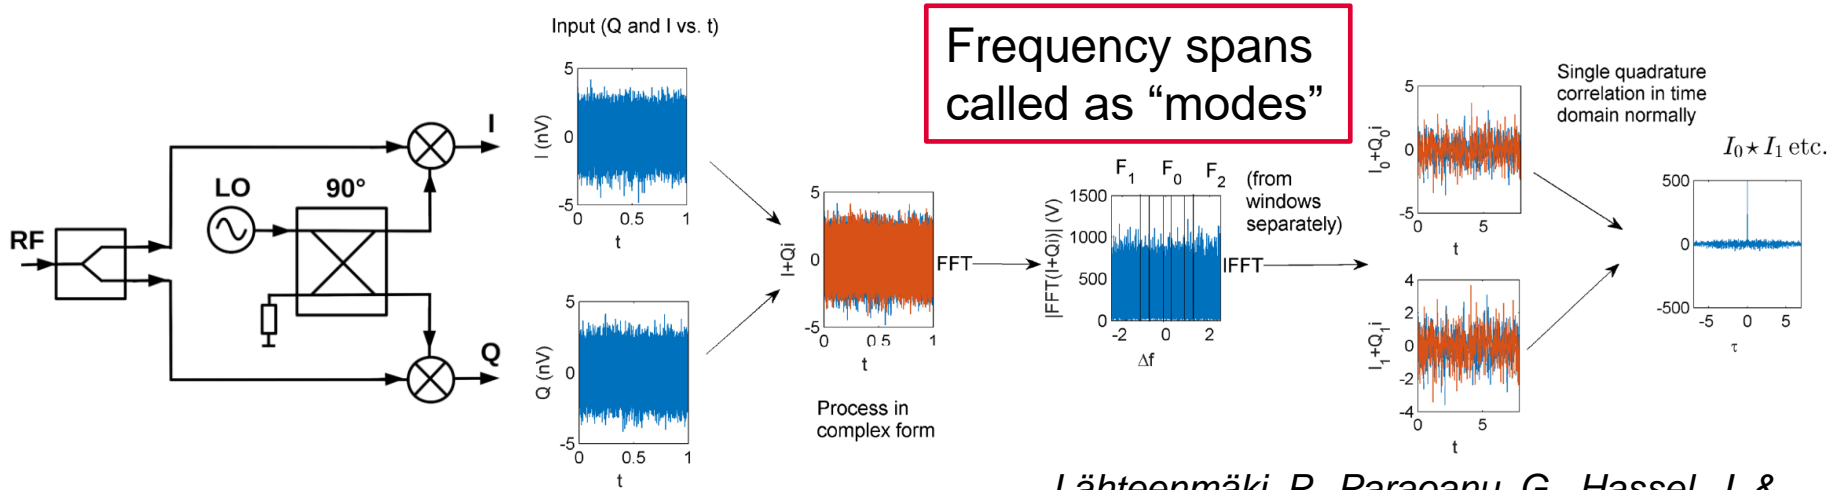 RF
LO
90°
I
Q
Input (Q and I vs. t)
I (nV)
5
0
-5
0 0.5 1
t
Q (nV)
5
0
-5
0 0.5 1
t
I+Qi
5
0
-5
0 0.5 1
t
Process in
complex form
FFT
Frequency spans
called as “modes”
F1 F0 F2
|FFT(I+Qi)| (V)
1500
1000
500
0
-2 0 2
Δf
(from
windows
separately)
IFFT
I0+Q0i
5
0
-5
0 5
t
I1+Q1i
4
2
0
-2
-4
0 5
t
Single quadrature
correlation in time
domain normally
I0⋆I1 etc.
500
0
-500
-5 0 5
τ
Lähteenmäki, P., Paraoanu, G., Hassel, J. &